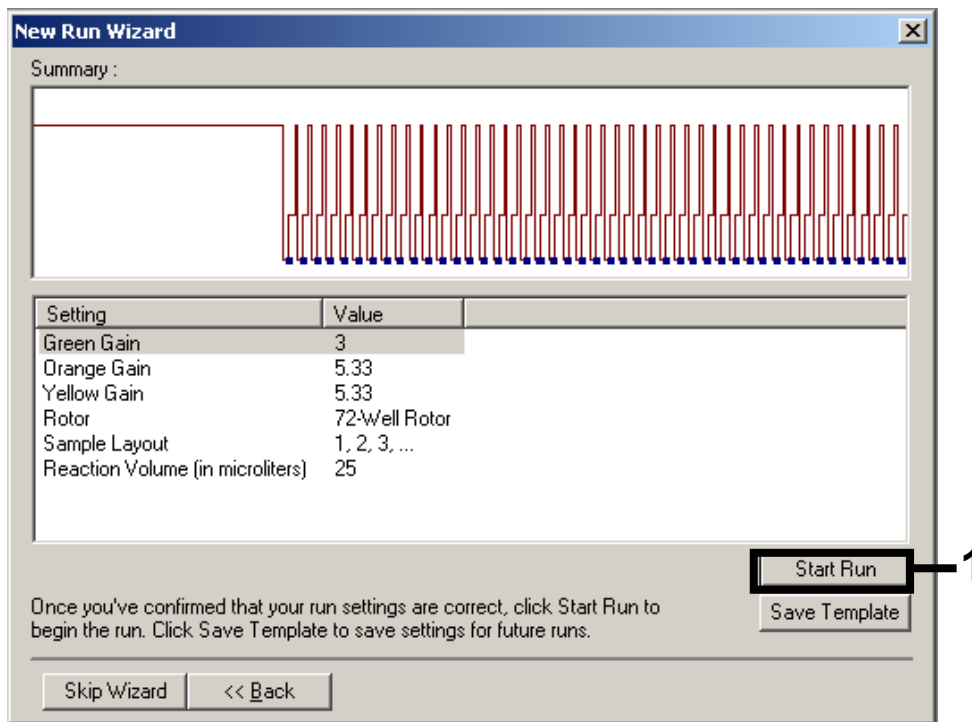 New Run Wizard
Summary :
Setting Value
Green Gain 3
Orange Gain 5.33
Yellow Gain 5.33
Rotor 72-Well Rotor
Sample Layout 1, 2, 3, ...
Reaction Volume (in microliters) 25
Start Run
1
Once you've confirmed that your run settings are correct, click Start Run to
begin the run. Click Save Template to save settings for future runs.
Save Template
Skip Wizard << Back